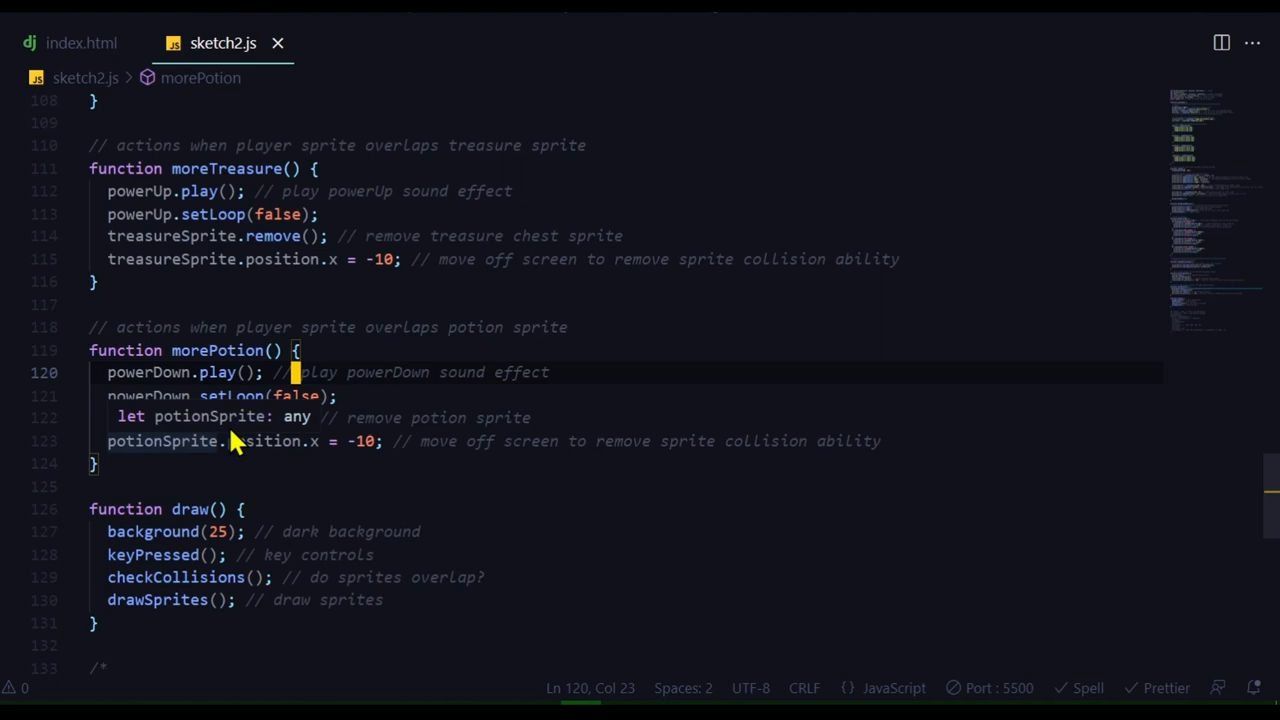 index.html sketch2.js
sketch2.js > morePotion
108 }
109
110 // actions when player sprite overlaps treasure sprite
111 function moreTreasure() {
112 powerUp.play(); // play powerUp sound effect
113 powerUp.setLoop(false);
114 treasureSprite.remove(); // remove treasure chest sprite
115 treasureSprite.position.x = -10; // move off screen to remove sprite collision ability
116 }
117
118 // actions when player sprite overlaps potion sprite
119 function morePotion() {
120 powerDown.play(); // play powerDown sound effect
121 powerDown.setLoop(false);
122 let potionSprite: any // remove potion sprite
123 potionSprite.position.x = -10; // move off screen to remove sprite collision ability
124 }
125
126 function draw() {
127 background(25); // dark background
128 keyPressed(); // key controls
129 checkCollisions(); // do sprites overlap?
130 drawSprites(); // draw sprites
131 }
132
133 /*
0 Ln 120, Col 23 Spaces: 2 UTF-8 CRLF {} JavaScript Port : 5500 Spell Prettier